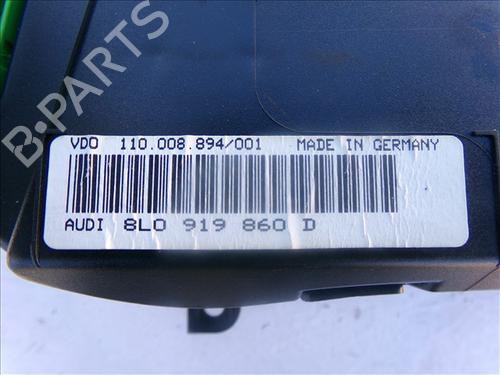 B-PARTS
VDO 110.008.894/001 MADE IN GERMANY
AUDI 8L0 919 860 D